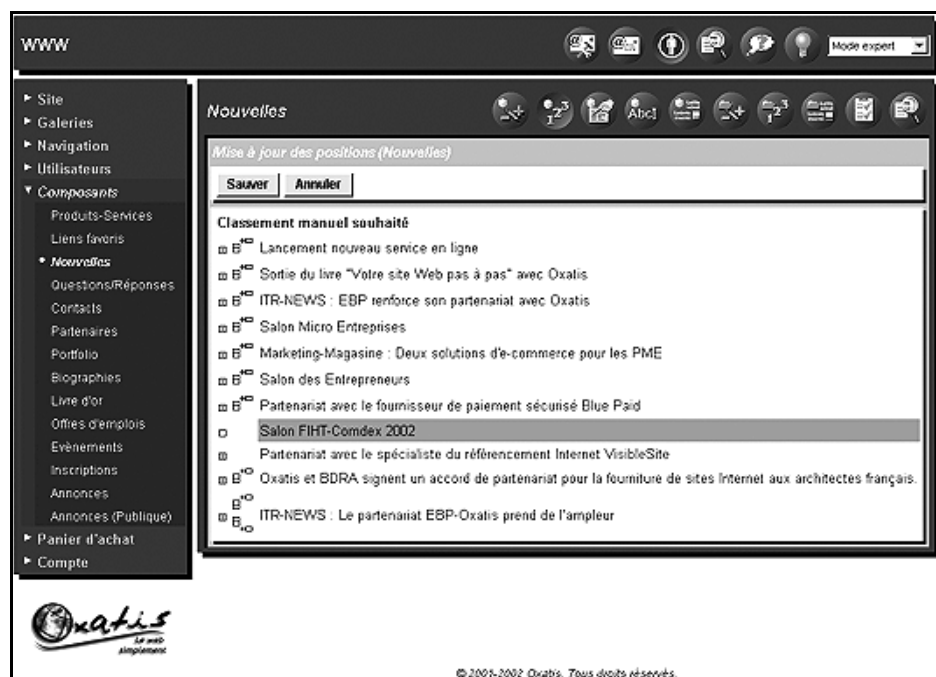 www
Mode expert
Site
Galeries
Navigation
Utilisateurs
Composants
Produits-Services
Liens favoris
Nouvelles
Questions/Réponses
Contacts
Partenaires
Portfolio
Biographies
Livre d'or
Offres d'emplois
Evènements
Inscriptions
Annonces
Annonces (Publique)
Panier d'achat
Compte
Nouvelles
Abc1
Mise à jour des positions (Nouvelles)
Sauver Annuler
Classement manuel souhaité
Lancement nouveau service en ligne
Sortie du livre "Votre site Web pas à pas" avec Oxatis
ITR-NEWS : EBP renforce son partenariat avec Oxatis
Salon Micro Entreprises
Marketing-Magasine : Deux solutions d'e-commerce pour les PME
Salon des Entrepreneurs
Partenariat avec le fournisseur de paiement sécurisé Blue Paid
Salon FIHT-Comdex 2002
Partenariat avec le spécialiste du référencement Internet VisibleSite
Oxatis et BDRA signent un accord de partenariat pour la fourniture de sites Internet aux architectes français.
ITR-NEWS : Le partenariat EBP-Oxatis prend de l'ampleur
Oxatis
Le web
simplement
© 2001-2002 Oxatis. Tous droits réservés.